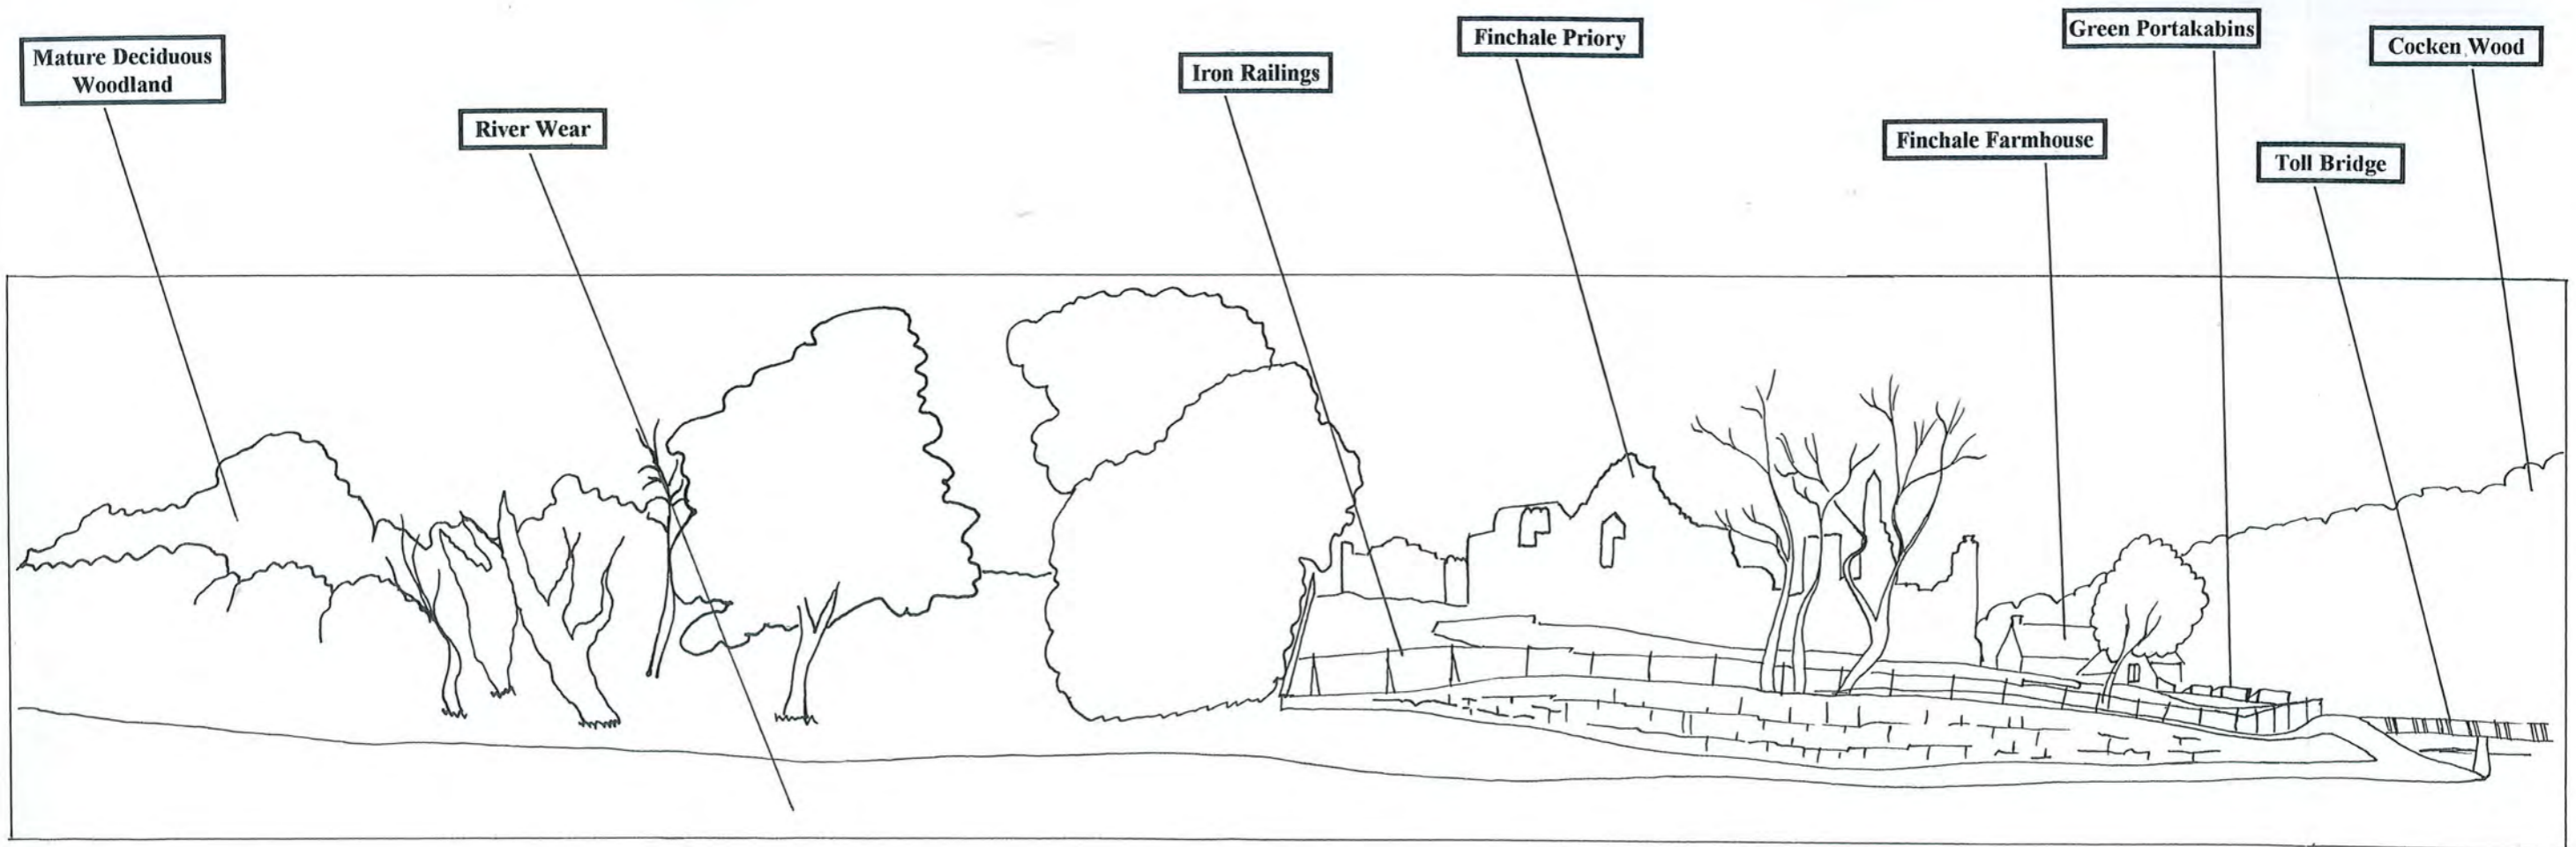 Mature Deciduous
Woodland
River Wear
Iron Railings
Finchale Priory
Finchale Farmhouse
Green Portakabins
Toll Bridge
Cocken Wood